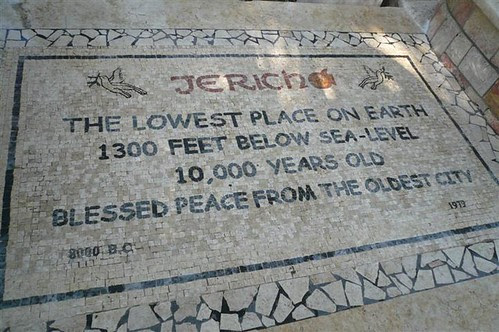 JERICHO
THE LOWEST PLACE ON EARTH
1300 FEET BELOW SEA-LEVEL
10,000 YEARS OLD
BLESSED PEACE FROM THE OLDEST CITY
8000 B.C
1973